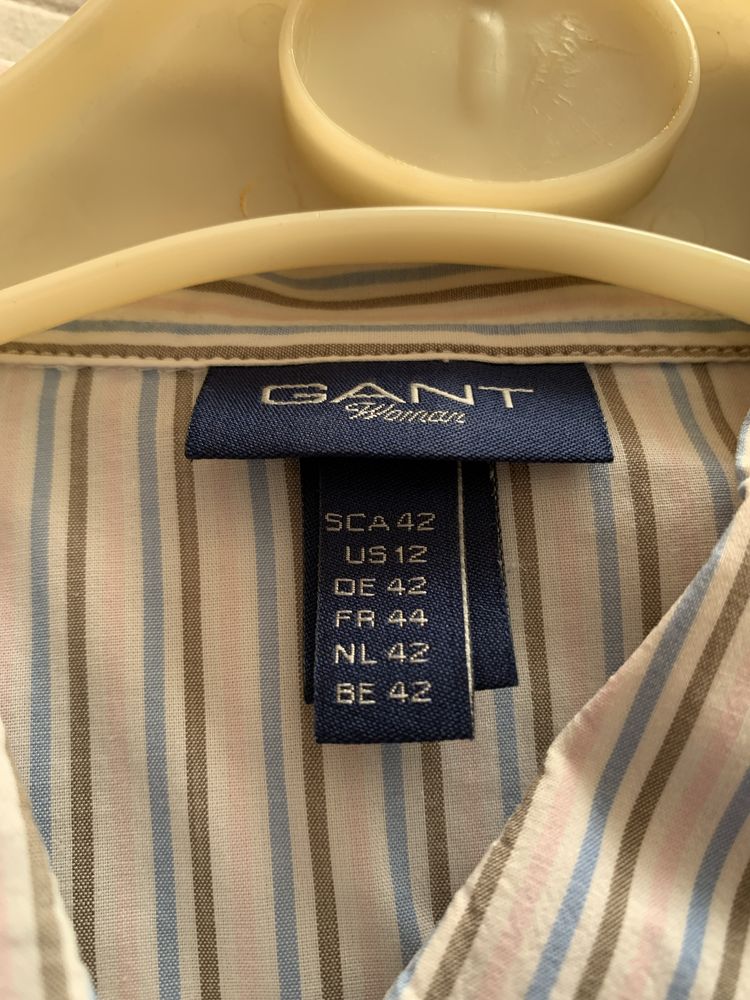 GANT
Woman
SCA 42
US 12
DE 42
FR 44
NL 42
BE 42